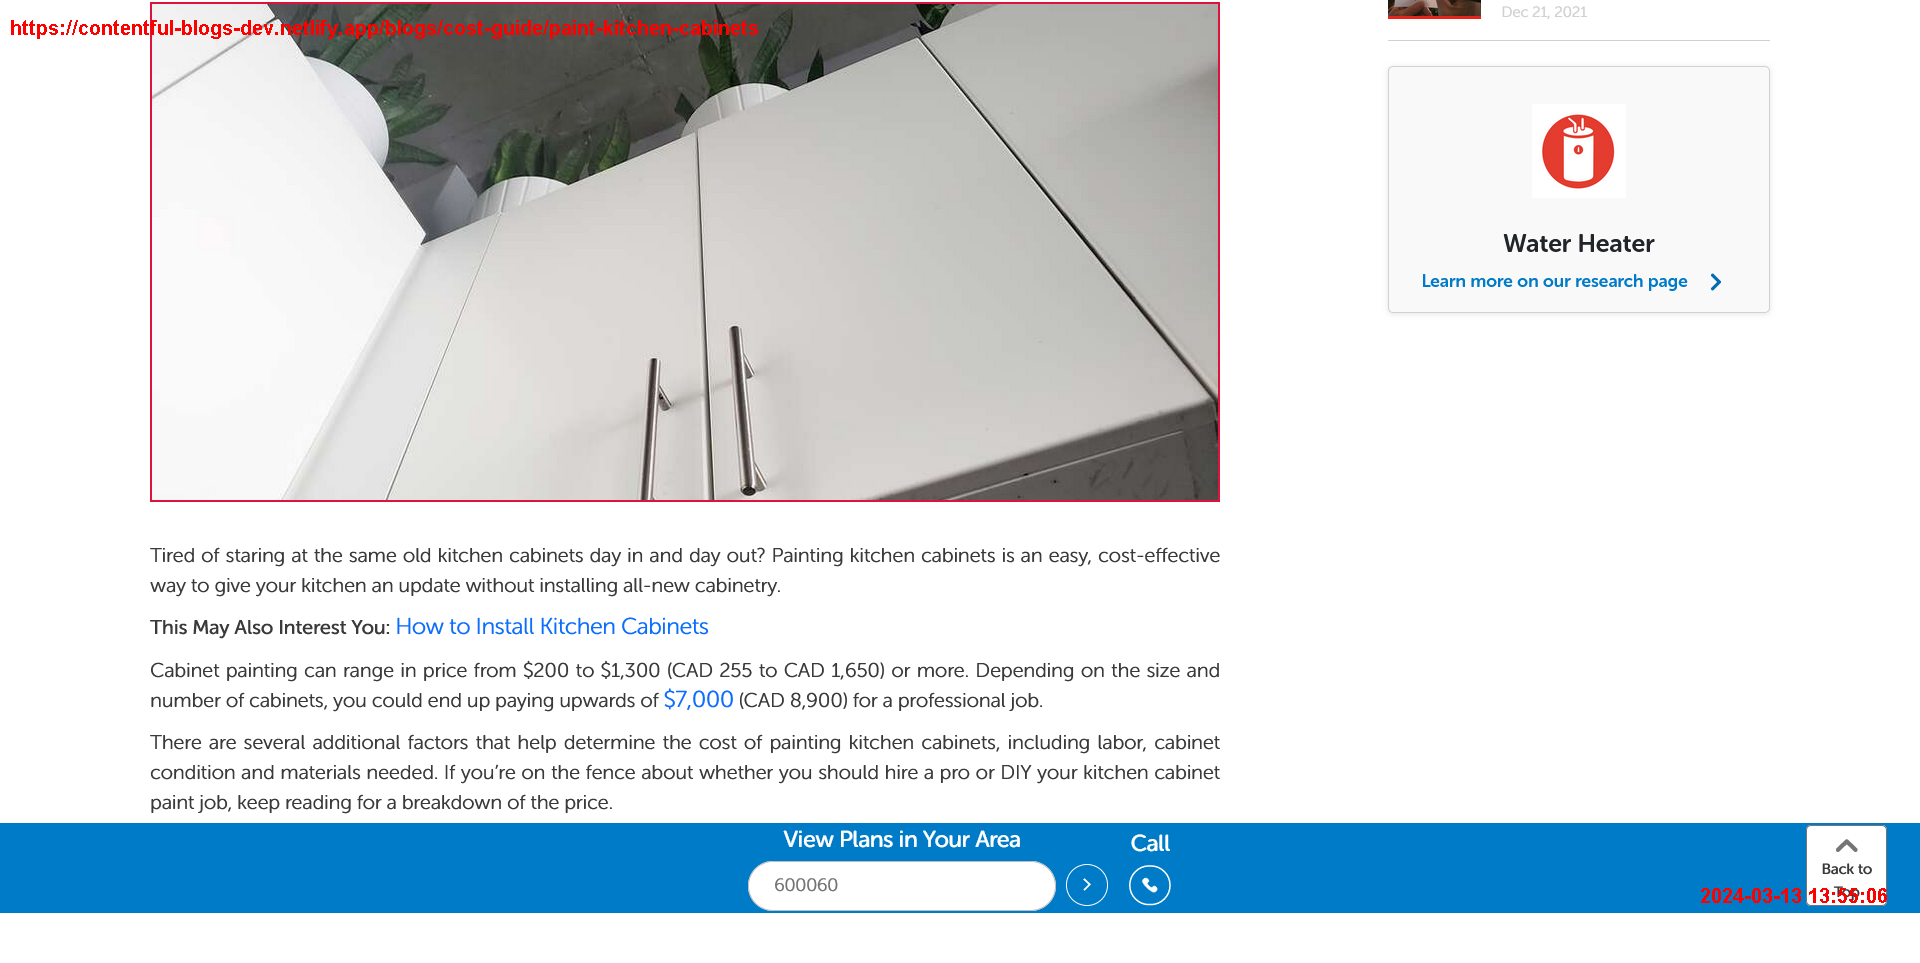 https://contentful-blogs-dev.netlify.app/blogs/cost-guide/paint-kitchen-cabinets
Dec 21, 2021
Water Heater
Learn more on our research page
Tired of staring at the same old kitchen cabinets day in and day out? Painting kitchen cabinets is an easy, cost-effective
way to give your kitchen an update without installing all-new cabinetry.
This May Also Interest You: How to Install Kitchen Cabinets
Cabinet painting can range in price from $200 to $1,300 (CAD 255 to CAD 1,650) or more. Depending on the size and
number of cabinets, you could end up paying upwards of $7,000 (CAD 8,900) for a professional job.
There are several additional factors that help determine the cost of painting kitchen cabinets, including labor, cabinet
condition and materials needed. If you’re on the fence about whether you should hire a pro or DIY your kitchen cabinet
paint job, keep reading for a breakdown of the price.
View Plans in Your Area
600060
Call
Back to
Top
2024-03-13 13:55:06